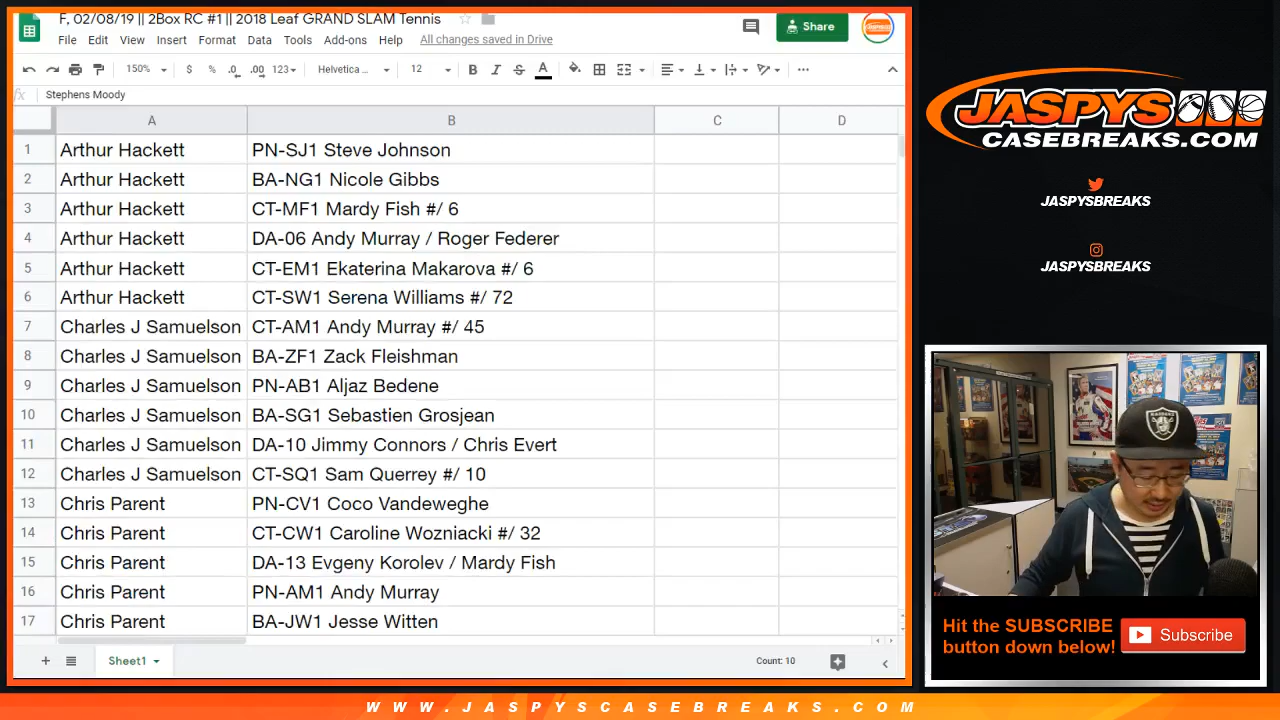 F, 02/08/19 || 2Box RC #1 || 2018 Leaf GRAND SLAM Tennis
File Edit View Insert Format Data Tools Add-ons Help All changes saved in Drive
Share
150% $ % .0 .00 123 Helvetica ... 12 B I S A
fx Stephens Moody
A B C D
1 Arthur Hackett PN-SJ1 Steve Johnson
2 Arthur Hackett BA-NG1 Nicole Gibbs
3 Arthur Hackett CT-MF1 Mardy Fish #/ 6
4 Arthur Hackett DA-06 Andy Murray / Roger Federer
5 Arthur Hackett CT-EM1 Ekaterina Makarova #/ 6
6 Arthur Hackett CT-SW1 Serena Williams #/ 72
7 Charles J Samuelson CT-AM1 Andy Murray #/ 45
8 Charles J Samuelson BA-ZF1 Zack Fleishman
9 Charles J Samuelson PN-AB1 Aljaz Bedene
10 Charles J Samuelson BA-SG1 Sebastien Grosjean
11 Charles J Samuelson DA-10 Jimmy Connors / Chris Evert
12 Charles J Samuelson CT-SQ1 Sam Querrey #/ 10
13 Chris Parent PN-CV1 Coco Vandeweghe
14 Chris Parent CT-CW1 Caroline Wozniacki #/ 32
15 Chris Parent DA-13 Evgeny Korolev / Mardy Fish
16 Chris Parent PN-AM1 Andy Murray
17 Chris Parent BA-JW1 Jesse Witten
Sheet1
Count: 10
JASPYS
CASEBREAKS.COM
JASPYSBREAKS
JASPYSBREAKS
RAIDERS
Hit the SUBSCRIBE
button down below!
Subscribe
WWW.JASPYSCASEBREAKS.COM